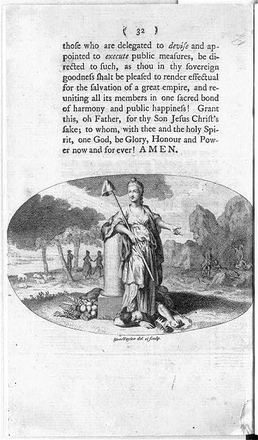 ( 32 )
thoſe who are delegated to deviſe and ap-
pointed to execute public meaſures, be di-
rected to ſuch, as thou in thy ſovereign
goodneſs ſhalt be pleaſed to render effectual
for the ſalvation of a great empire, and re-
uniting all its members in one ſacred bond
of harmony and public happineſs! Grant
this, oh Father, for thy Son Jeſus Chriſt's
ſake; to whom, with thee and the holy Spi-
rit, one God, be Glory, Honour and Pow-
er now and for ever! A M E N.
del et ſculp.